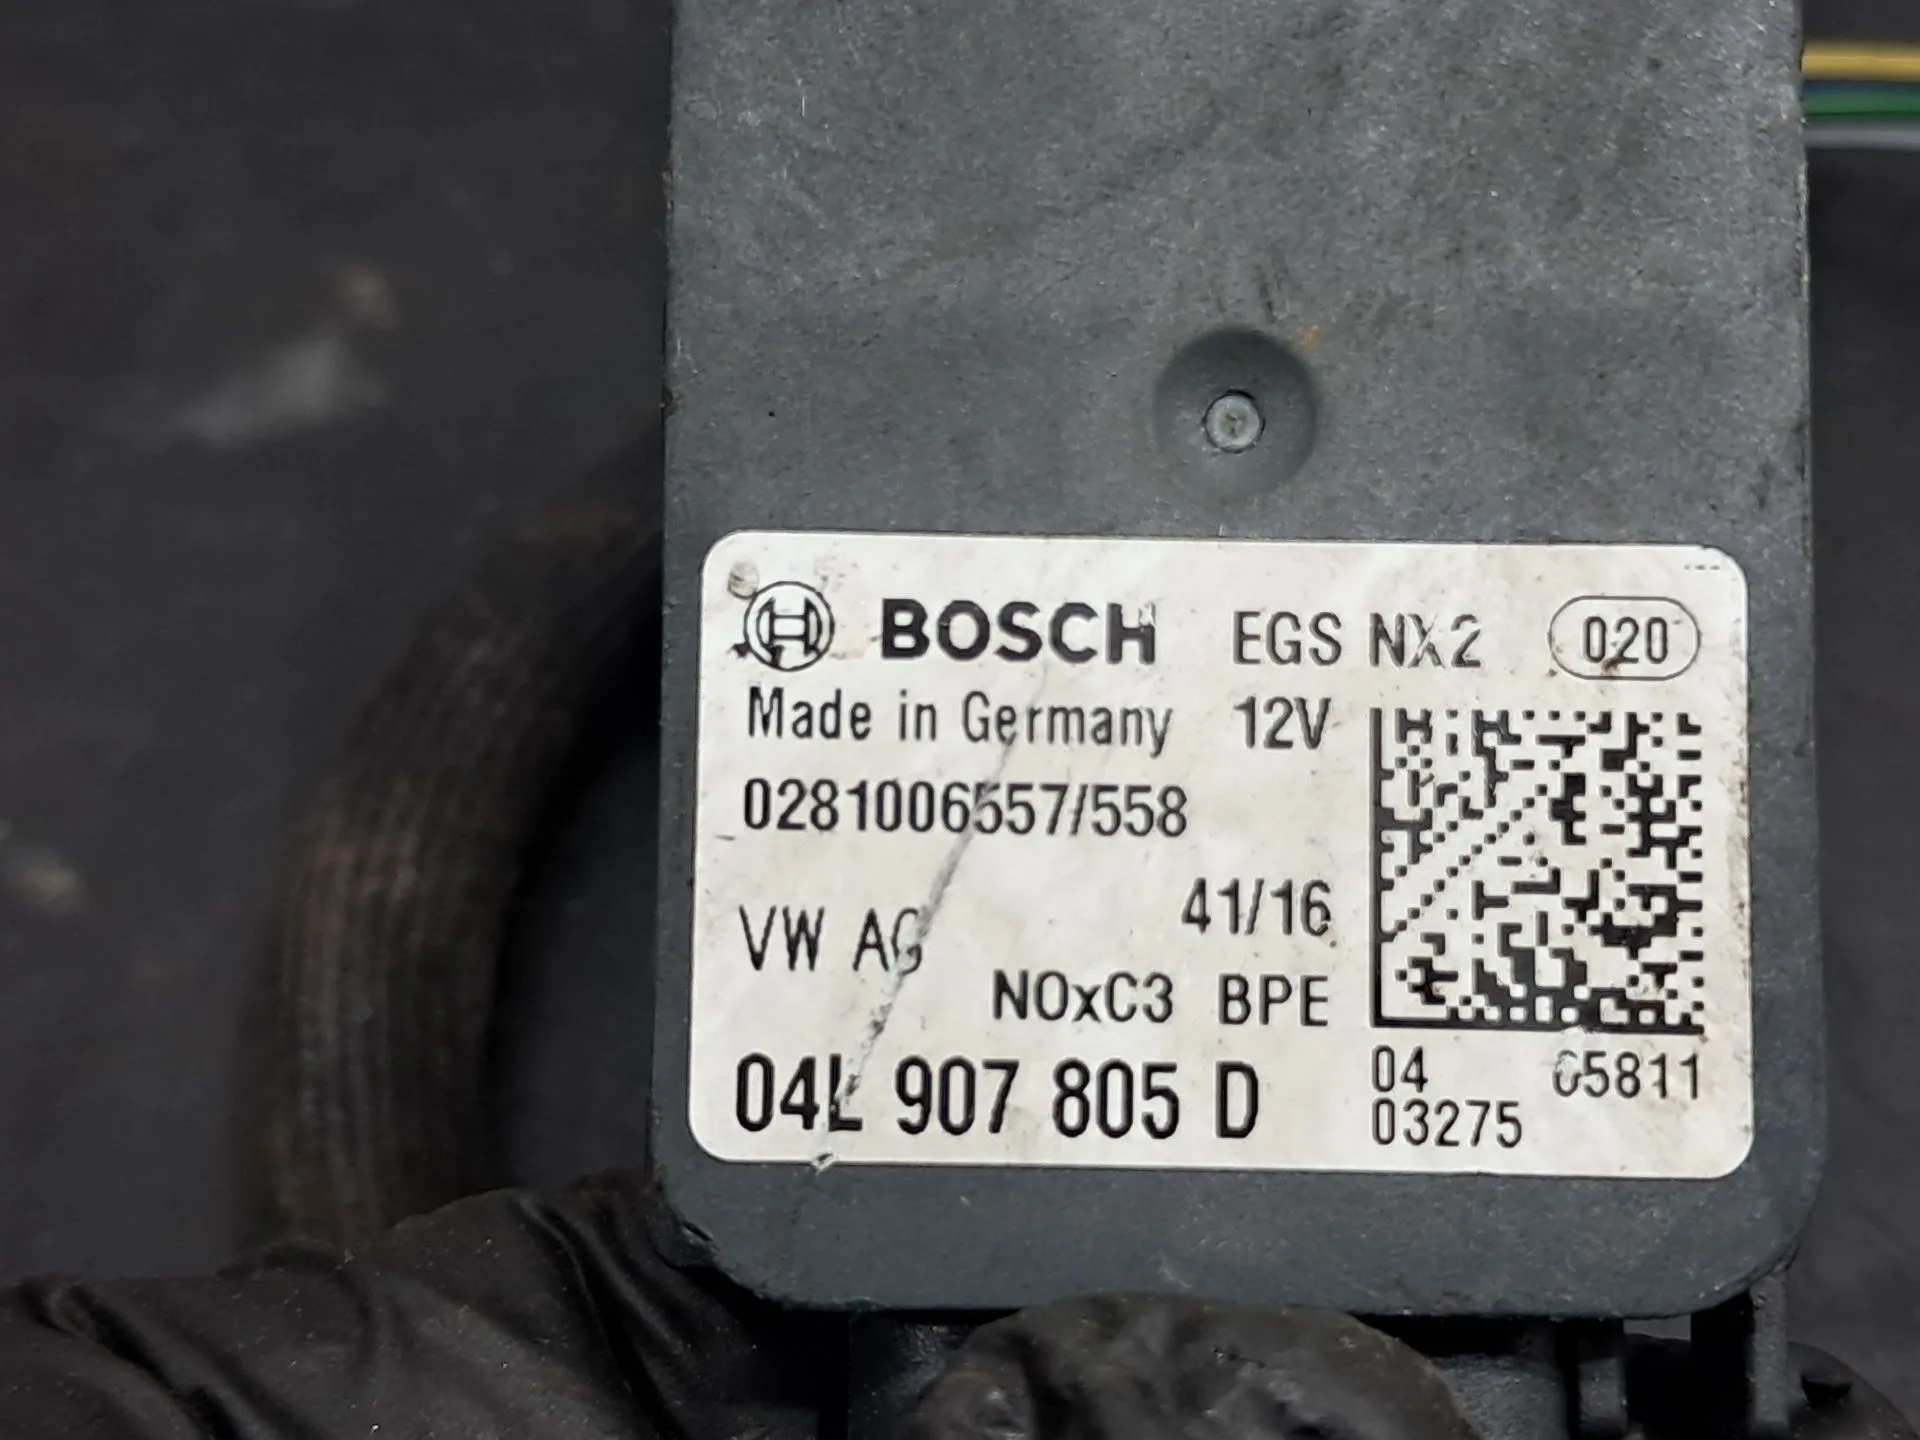 BOSCH EGS NX2 020
Made in Germany 12V
0281006557/558
VW AG 41/16
NOxC3 BPE
04L 907 805 D
04 65811
03275